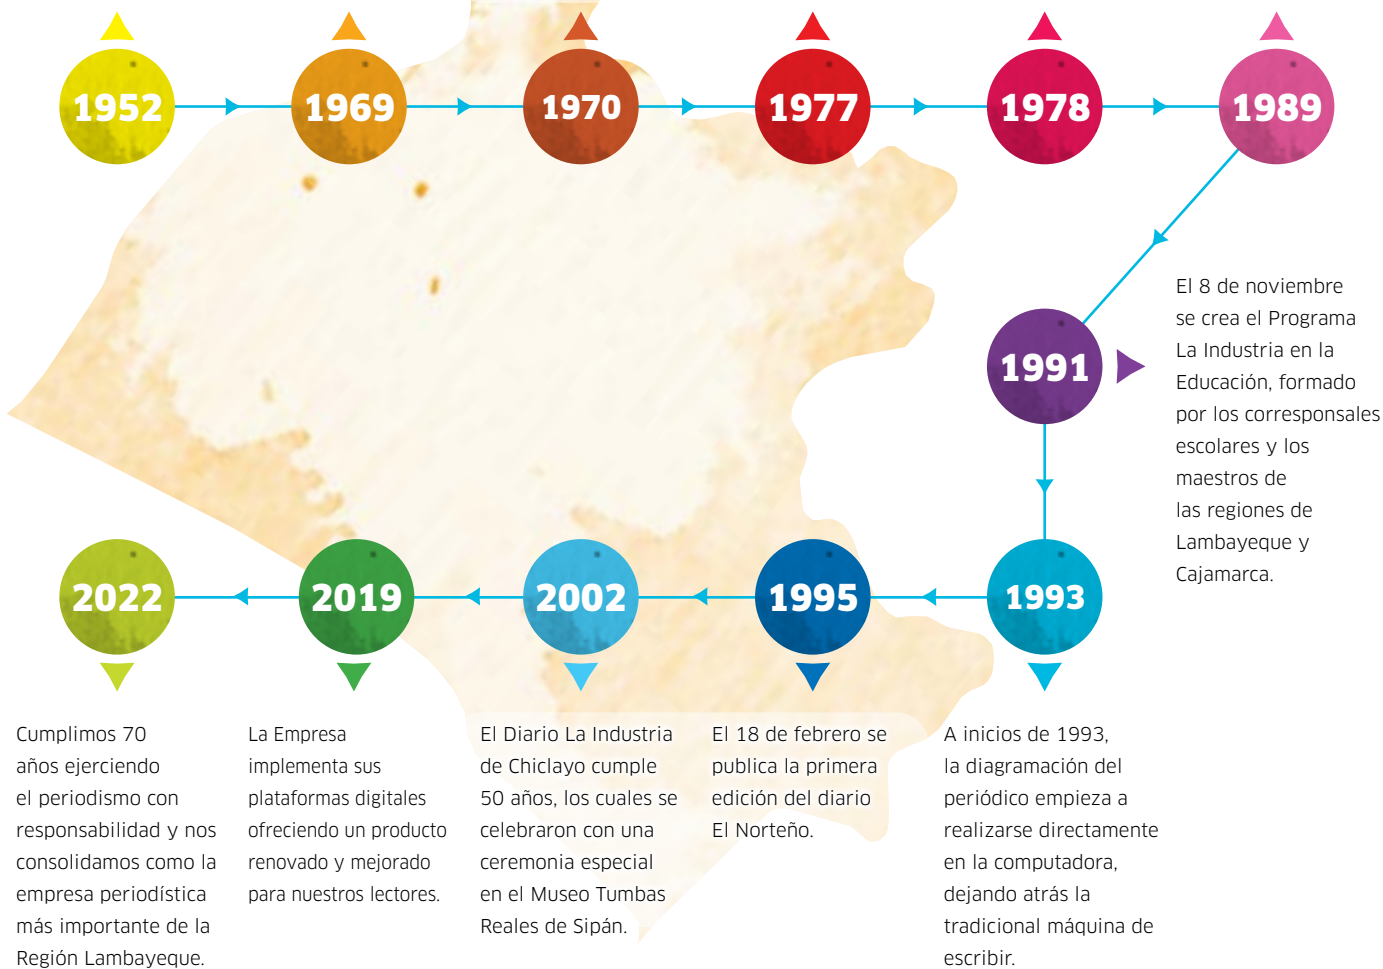 1952
1969
1970
1977
1978
1989
1991
El 8 de noviembre
se crea el Programa
La Industria en la
Educación, formado
por los corresponsales
escolares y los
maestros de
las regiones de
Lambayeque y
Cajamarca.
1993
A inicios de 1993,
la diagramación del
periódico empieza a
realizarse directamente
en la computadora,
dejando atrás la
tradicional máquina de
escribir.
1995
El 18 de febrero se
publica la primera
edición del diario
El Norteño.
2002
El Diario La Industria
de Chiclayo cumple
50 años, los cuales se
celebraron con una
ceremonia especial
en el Museo Tumbas
Reales de Sipán.
2019
La Empresa
implementa sus
plataformas digitales
ofreciendo un producto
renovado y mejorado
para nuestros lectores.
2022
Cumplimos 70
años ejerciendo
el periodismo con
responsabilidad y nos
consolidamos como la
empresa periodística
más importante de la
Región Lambayeque.